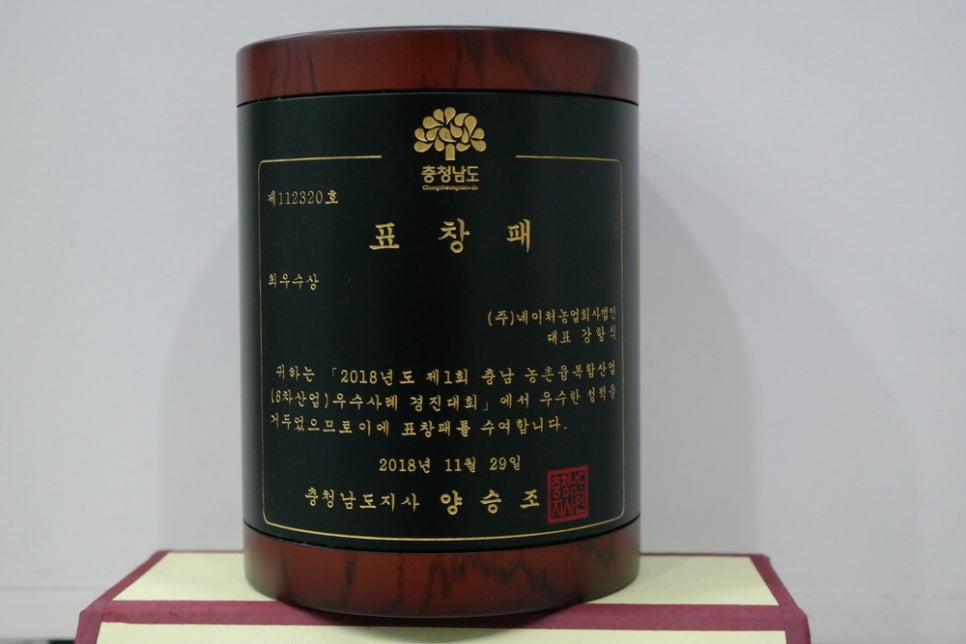 충청남도
Chungcheongnam-do
제112320호
표 창 패
최우수상
(주)네이처농업회사법인
대표 강항식
귀하는 「2018년도 제1회 충남 농촌융복합산업
(6차산업)우수사례 경진대회」에서 우수한 성적을
거두었으므로이에 표창패를 수여합니다.
2018년 11월 29일
충청남도지사 양 승 조
충청남도
지사인